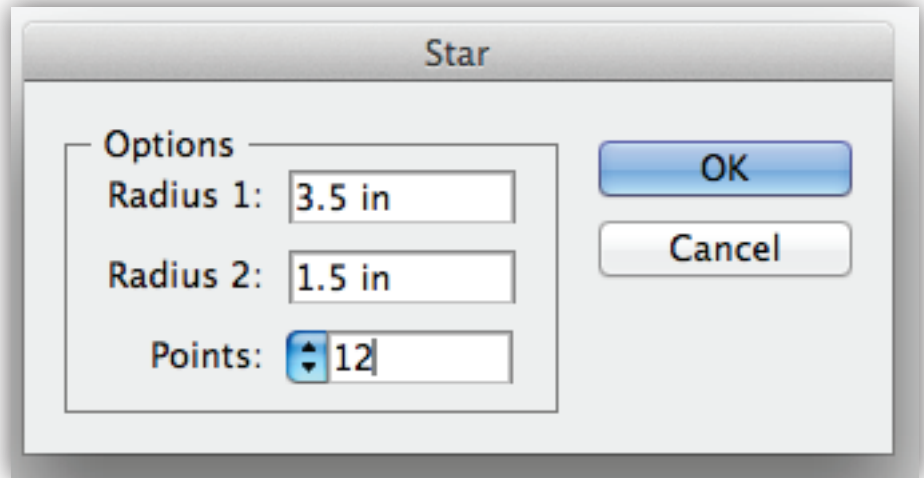 Star
Options
Radius 1: 3.5 in
Radius 2: 1.5 in
Points: 12
OK
Cancel